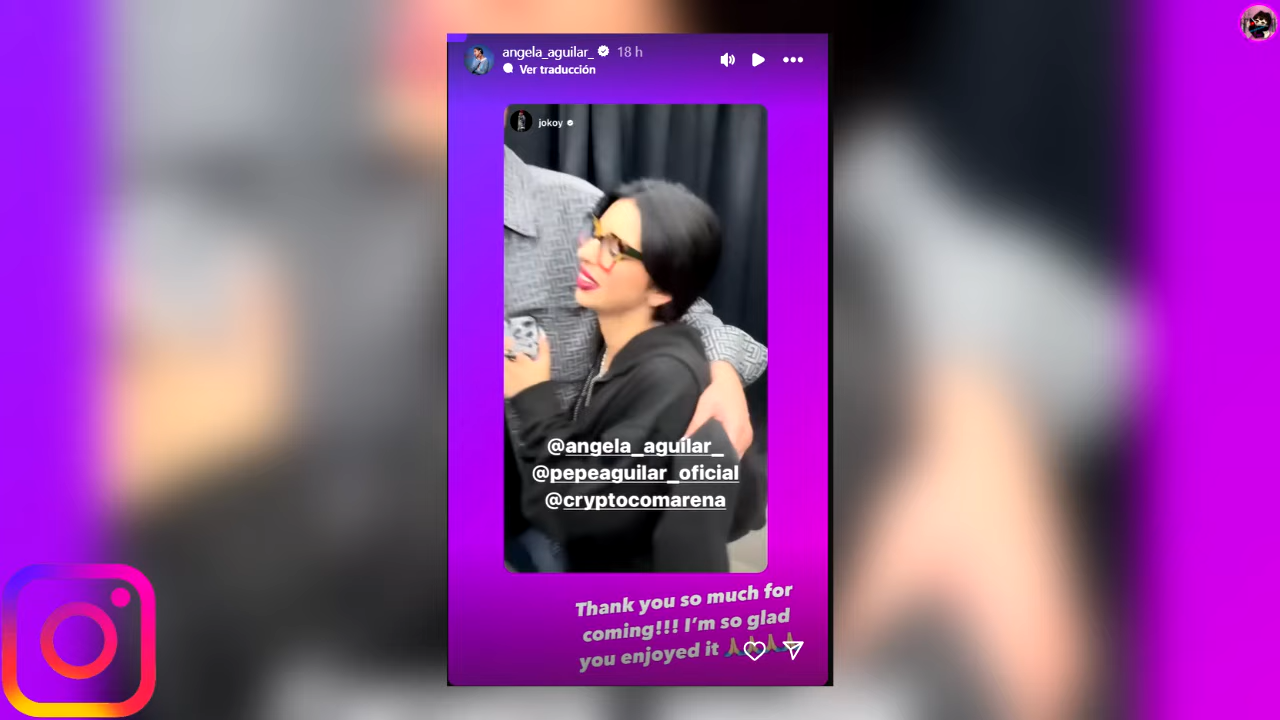 angela_aguilar_ 18 h
Ver traducción
jokoy
@angela_aguilar_
@pepeaguilar_oficial
@cryptocomarena
Thank you so much for
coming!!! I'm so glad
you enjoyed it 🙏🏽🙏🏽🙏🏽